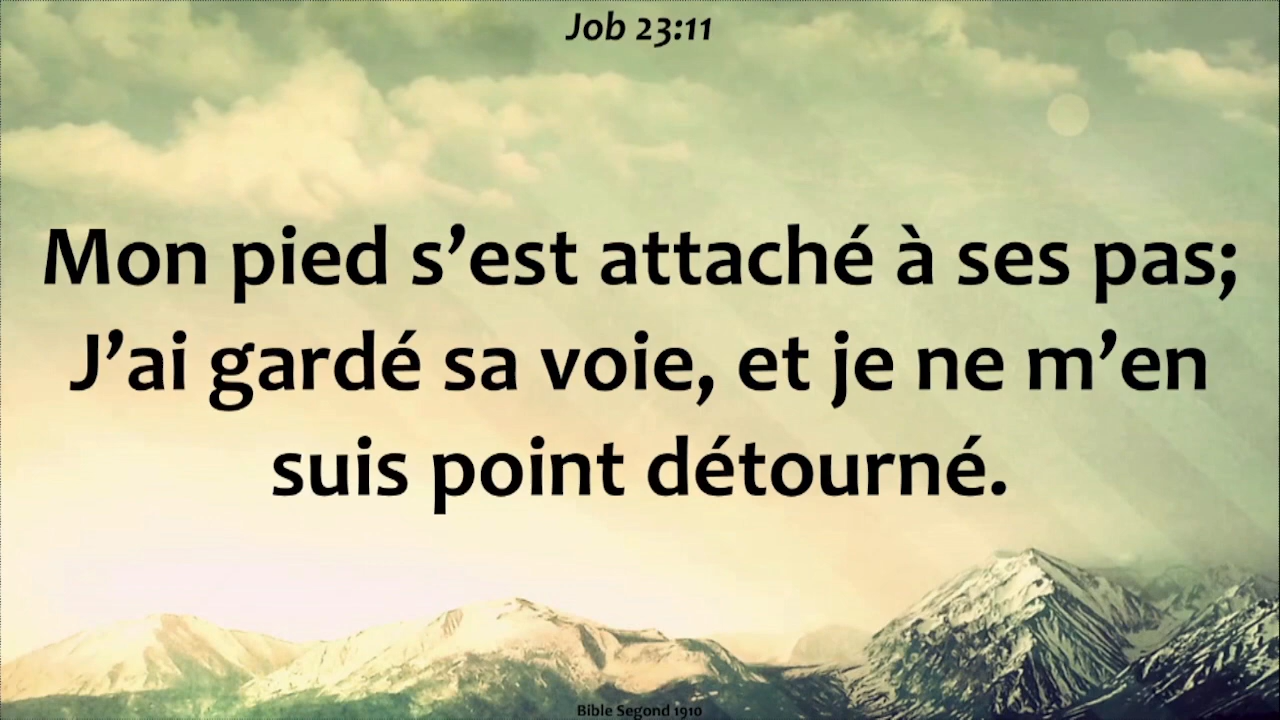 Job 23:11
Mon pied s’est attaché à ses pas;
J’ai gardé sa voie, et je ne m’en
suis point détourné.
Bible Segond 1910